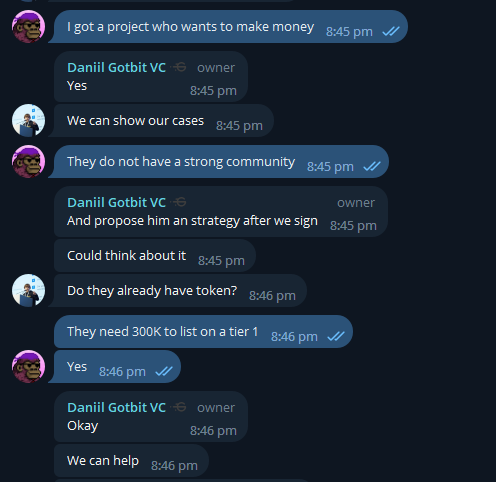 I got a project who wants to make money 8:45 pm
Daniil Gotbit VC owner
Yes 8:45 pm
We can show our cases 8:45 pm
They do not have a strong community 8:45 pm
Daniil Gotbit VC owner
And propose him an strategy after we sign 8:45 pm
Could think about it 8:45 pm
Do they already have token? 8:46 pm
They need 300K to list on a tier 1 8:46 pm
Yes 8:46 pm
Daniil Gotbit VC owner
Okay 8:46 pm
We can help 8:46 pm